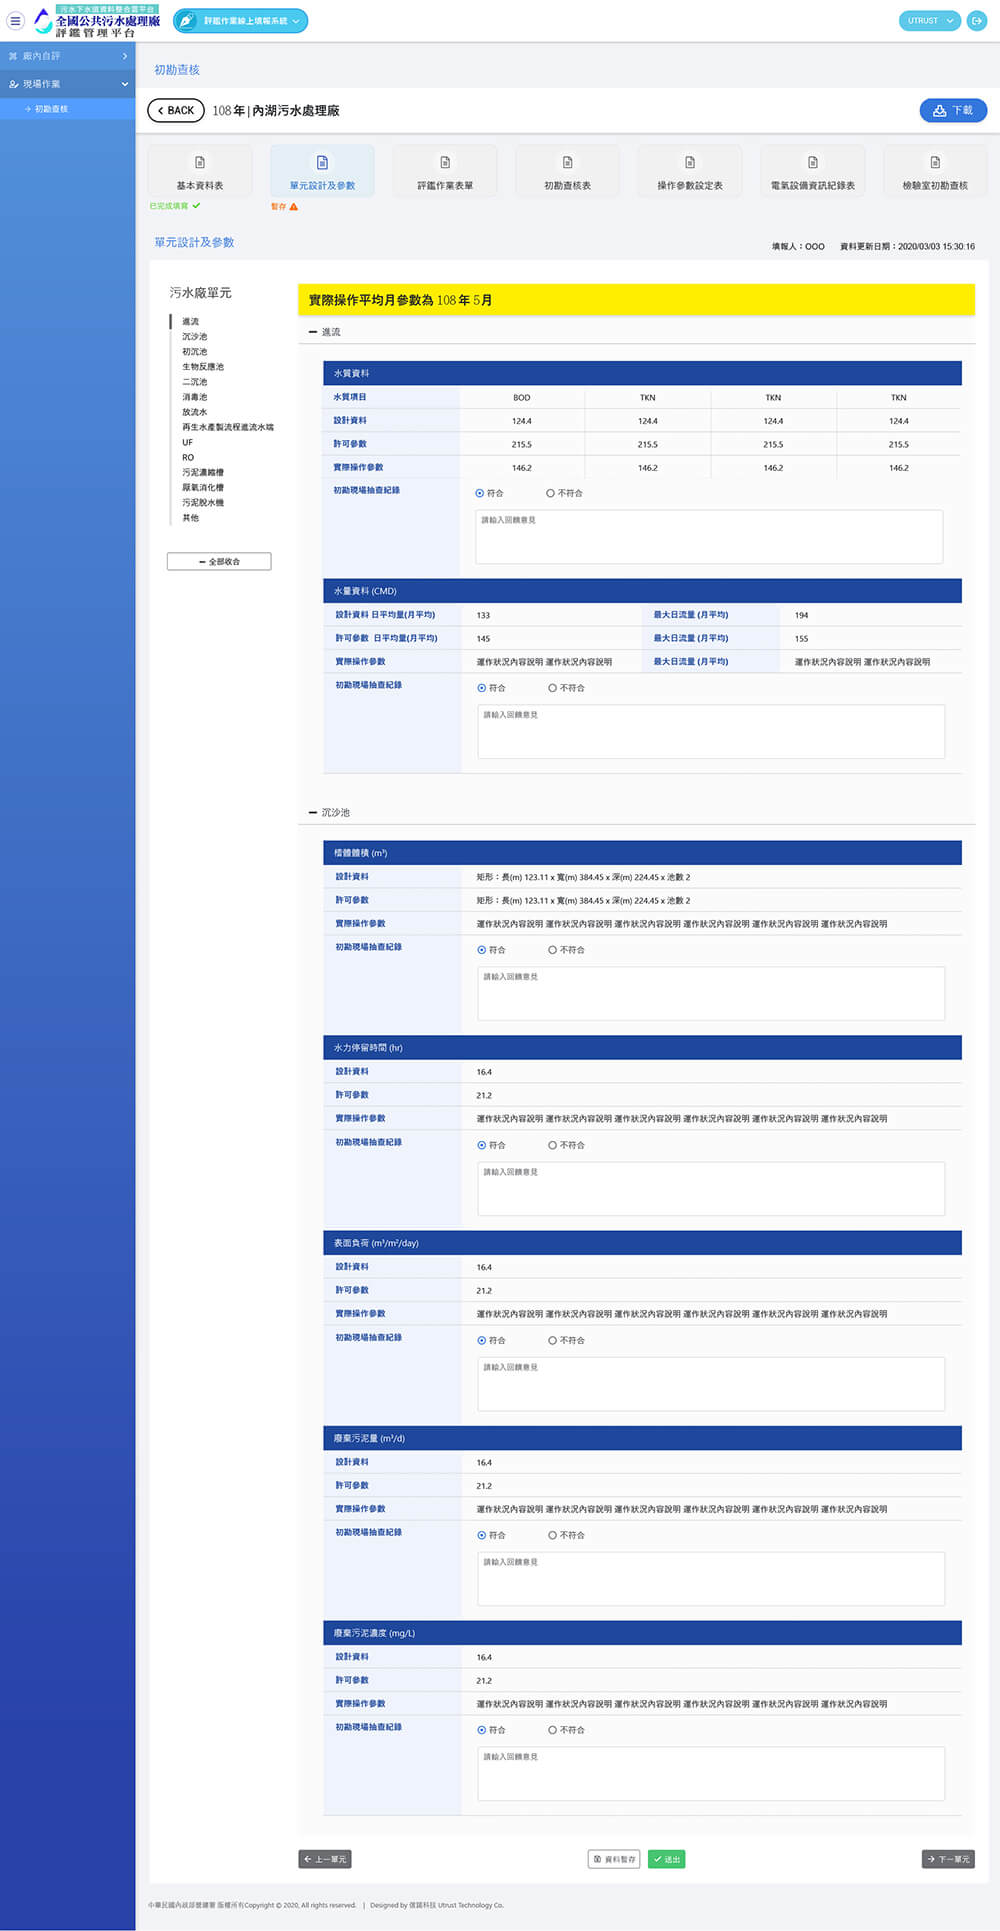 污水下水道資料整合雲平台
全國公共污水處理廠
評鑑管理平台
評鑑作業線上填報系統
UTRUST
廠內自評
現場作業
初勘查核
初勘查核
BACK
108 年 | 內湖污水處理廠
下載
基本資料表
單元設計及參數
評鑑作業表單
初勘查核表
操作參數設定表
電氣設備資訊紀錄表
檢驗室初勘查核
已完成填寫
暫存
單元設計及參數
填報人：OOO 資料更新日期：2020/03/03 15:30:16
污水廠單元
進流
沉沙池
初沉池
生物反應池
二沉池
消毒池
放流水
再生水產製流程進流水端
UF
RO
污泥濃縮槽
厭氧消化槽
污泥脫水機
其他
全部收合
實際操作平均月參數為 108 年 5 月
進流
水質資料
水質項目 BOD TKN TKN TKN
設計資料 124.4 124.4 124.4 124.4
許可參數 215.5 215.5 215.5 215.5
實際操作參數 146.2 146.2 146.2 146.2
初勘現場抽查紀錄 符合 不符合
請輸入回饋意見
水量資料 (CMD)
設計資料 日平均量(月平均) 133 最大日流量 (月平均) 194
許可參數 日平均量(月平均) 145 最大日流量 (月平均) 155
實際操作參數 運作狀況內容說明 運作狀況內容說明 最大日流量 (月平均) 運作狀況內容說明 運作狀況內容說明
初勘現場抽查紀錄 符合 不符合
請輸入回饋意見
沉沙池
槽體體積 (m³)
設計資料 矩形：長(m) 123.11 x 寬(m) 384.45 x 深(m) 224.45 x 池數 2
許可參數 矩形：長(m) 123.11 x 寬(m) 384.45 x 深(m) 224.45 x 池數 2
實際操作參數 運作狀況內容說明 運作狀況內容說明 運作狀況內容說明 運作狀況內容說明 運作狀況內容說明 運作狀況內容說明
初勘現場抽查紀錄 符合 不符合
請輸入回饋意見
水力停留時間 (hr)
設計資料 16.4
許可參數 21.2
實際操作參數 運作狀況內容說明 運作狀況內容說明 運作狀況內容說明 運作狀況內容說明 運作狀況內容說明 運作狀況內容說明
初勘現場抽查紀錄 符合 不符合
請輸入回饋意見
表面負荷 (m³/m²/day)
設計資料 16.4
許可參數 21.2
實際操作參數 運作狀況內容說明 運作狀況內容說明 運作狀況內容說明 運作狀況內容說明 運作狀況內容說明 運作狀況內容說明
初勘現場抽查紀錄 符合 不符合
請輸入回饋意見
廢棄污泥量 (m³/d)
設計資料 16.4
許可參數 21.2
實際操作參數 運作狀況內容說明 運作狀況內容說明 運作狀況內容說明 運作狀況內容說明 運作狀況內容說明 運作狀況內容說明
初勘現場抽查紀錄 符合 不符合
請輸入回饋意見
廢棄污泥濃度 (mg/L)
設計資料 16.4
許可參數 21.2
實際操作參數 運作狀況內容說明 運作狀況內容說明 運作狀況內容說明 運作狀況內容說明 運作狀況內容說明 運作狀況內容說明
初勘現場抽查紀錄 符合 不符合
請輸入回饋意見
上一單元
資料暫存
送出
下一單元
中華民國內政部營建署 版權所有Copyright © 2020, All rights reserved. | Designed by 僕鎰科技 Utrust Technology Co.